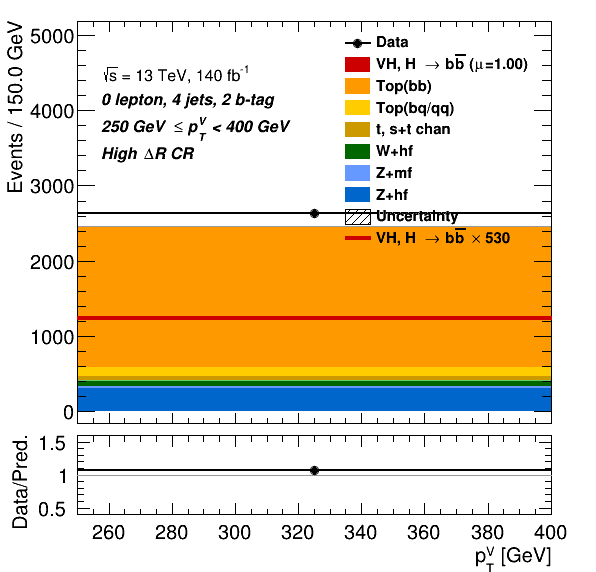 Events / 150.0 GeV
5000
4000
3000
2000
1000
0
√s = 13 TeV, 140 fb⁻¹
0 lepton, 4 jets, 2 b-tag
250 GeV ≤ p_T^V < 400 GeV
High ΔR CR
Data
VH, H → bb̅ (μ=1.00)
Top(bb)
Top(bq/qq)
t, s+t chan
W+hf
Z+mf
Z+hf
Uncertainty
VH, H → bb̅ × 530
Data/Pred.
1.5
1
0.5
260 280 300 320 340 360 380 400
p_T^V [GeV]